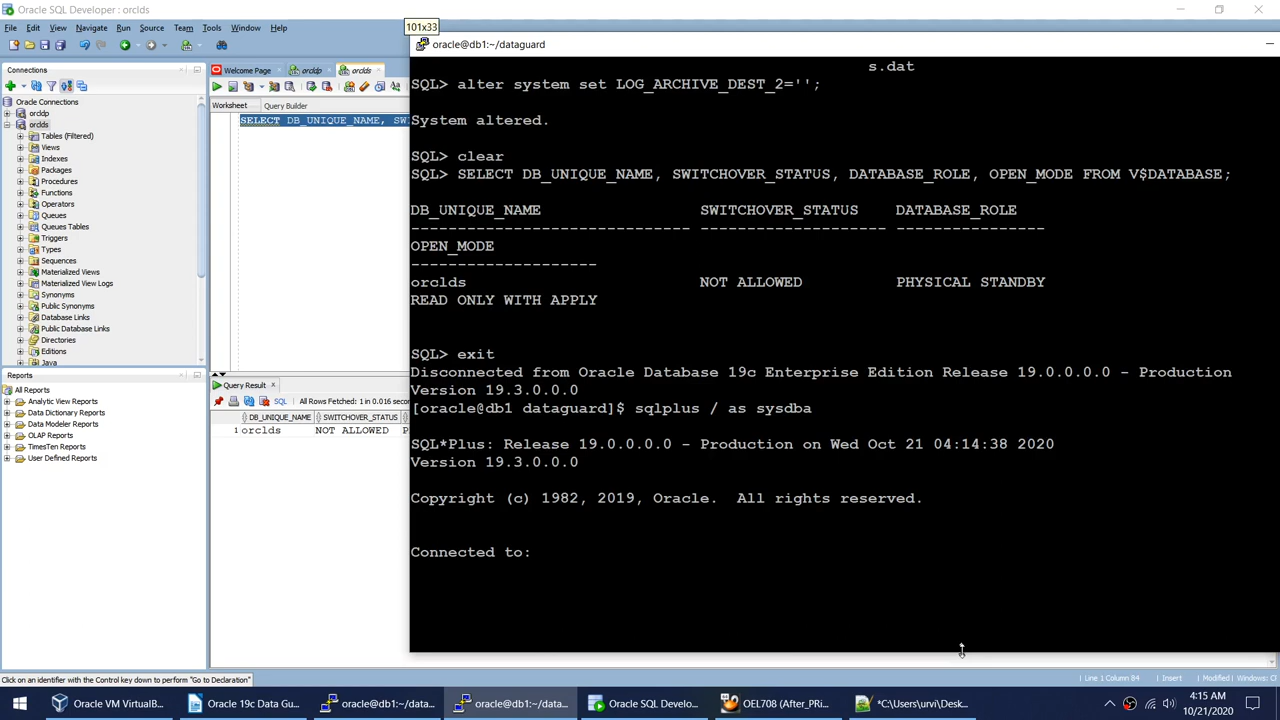 Oracle SQL Developer : orclds
File Edit View Navigate Run Source Team Tools Window Help
101x33
Connections
Oracle Connections
orcldp
orclds
Tables (Filtered)
Views
Indexes
Packages
Procedures
Functions
Operators
Queues
Queues Tables
Triggers
Types
Sequences
Materialized Views
Materialized View Logs
Synonyms
Public Synonyms
Database Links
Public Database Links
Directories
Editions
Java
Reports
All Reports
Analytic View Reports
Data Dictionary Reports
Data Modeler Reports
OLAP Reports
TimesTen Reports
User Defined Reports
Welcome Page orcldp orclds
Worksheet Query Builder
SELECT DB_UNIQUE_NAME, SWI
Query Result
SQL All Rows Fetched: 1 in 0.016 seco
DB_UNIQUE_NAME SWITCHOVER_STATUS
1 orclds NOT ALLOWED P
oracle@db1:~/dataguard
s.dat
SQL> alter system set LOG_ARCHIVE_DEST_2='';
System altered.
SQL> clear
SQL> SELECT DB_UNIQUE_NAME, SWITCHOVER_STATUS, DATABASE_ROLE, OPEN_MODE FROM V$DATABASE;
DB_UNIQUE_NAME SWITCHOVER_STATUS DATABASE_ROLE
------------------------------ -------------------- ----------------
OPEN_MODE
--------------------
orclds NOT ALLOWED PHYSICAL STANDBY
READ ONLY WITH APPLY
SQL> exit
Disconnected from Oracle Database 19c Enterprise Edition Release 19.0.0.0.0 - Production
Version 19.3.0.0.0
[oracle@db1 dataguard]$ sqlplus / as sysdba
SQL*Plus: Release 19.0.0.0.0 - Production on Wed Oct 21 04:14:38 2020
Version 19.3.0.0.0
Copyright (c) 1982, 2019, Oracle.  All rights reserved.
Connected to:
Click on an identifier with the Control key down to perform "Go to Declaration"
Line 1 Column 84 Insert Modified Windows: Cl
Oracle VM VirtualB... Oracle 19c Data Gu... oracle@db1:~/data... oracle@db1:~/data... Oracle SQL Develo... OEL708 (After_PRi... *C:\Users\urvi\Desk...
4:15 AM
10/21/2020